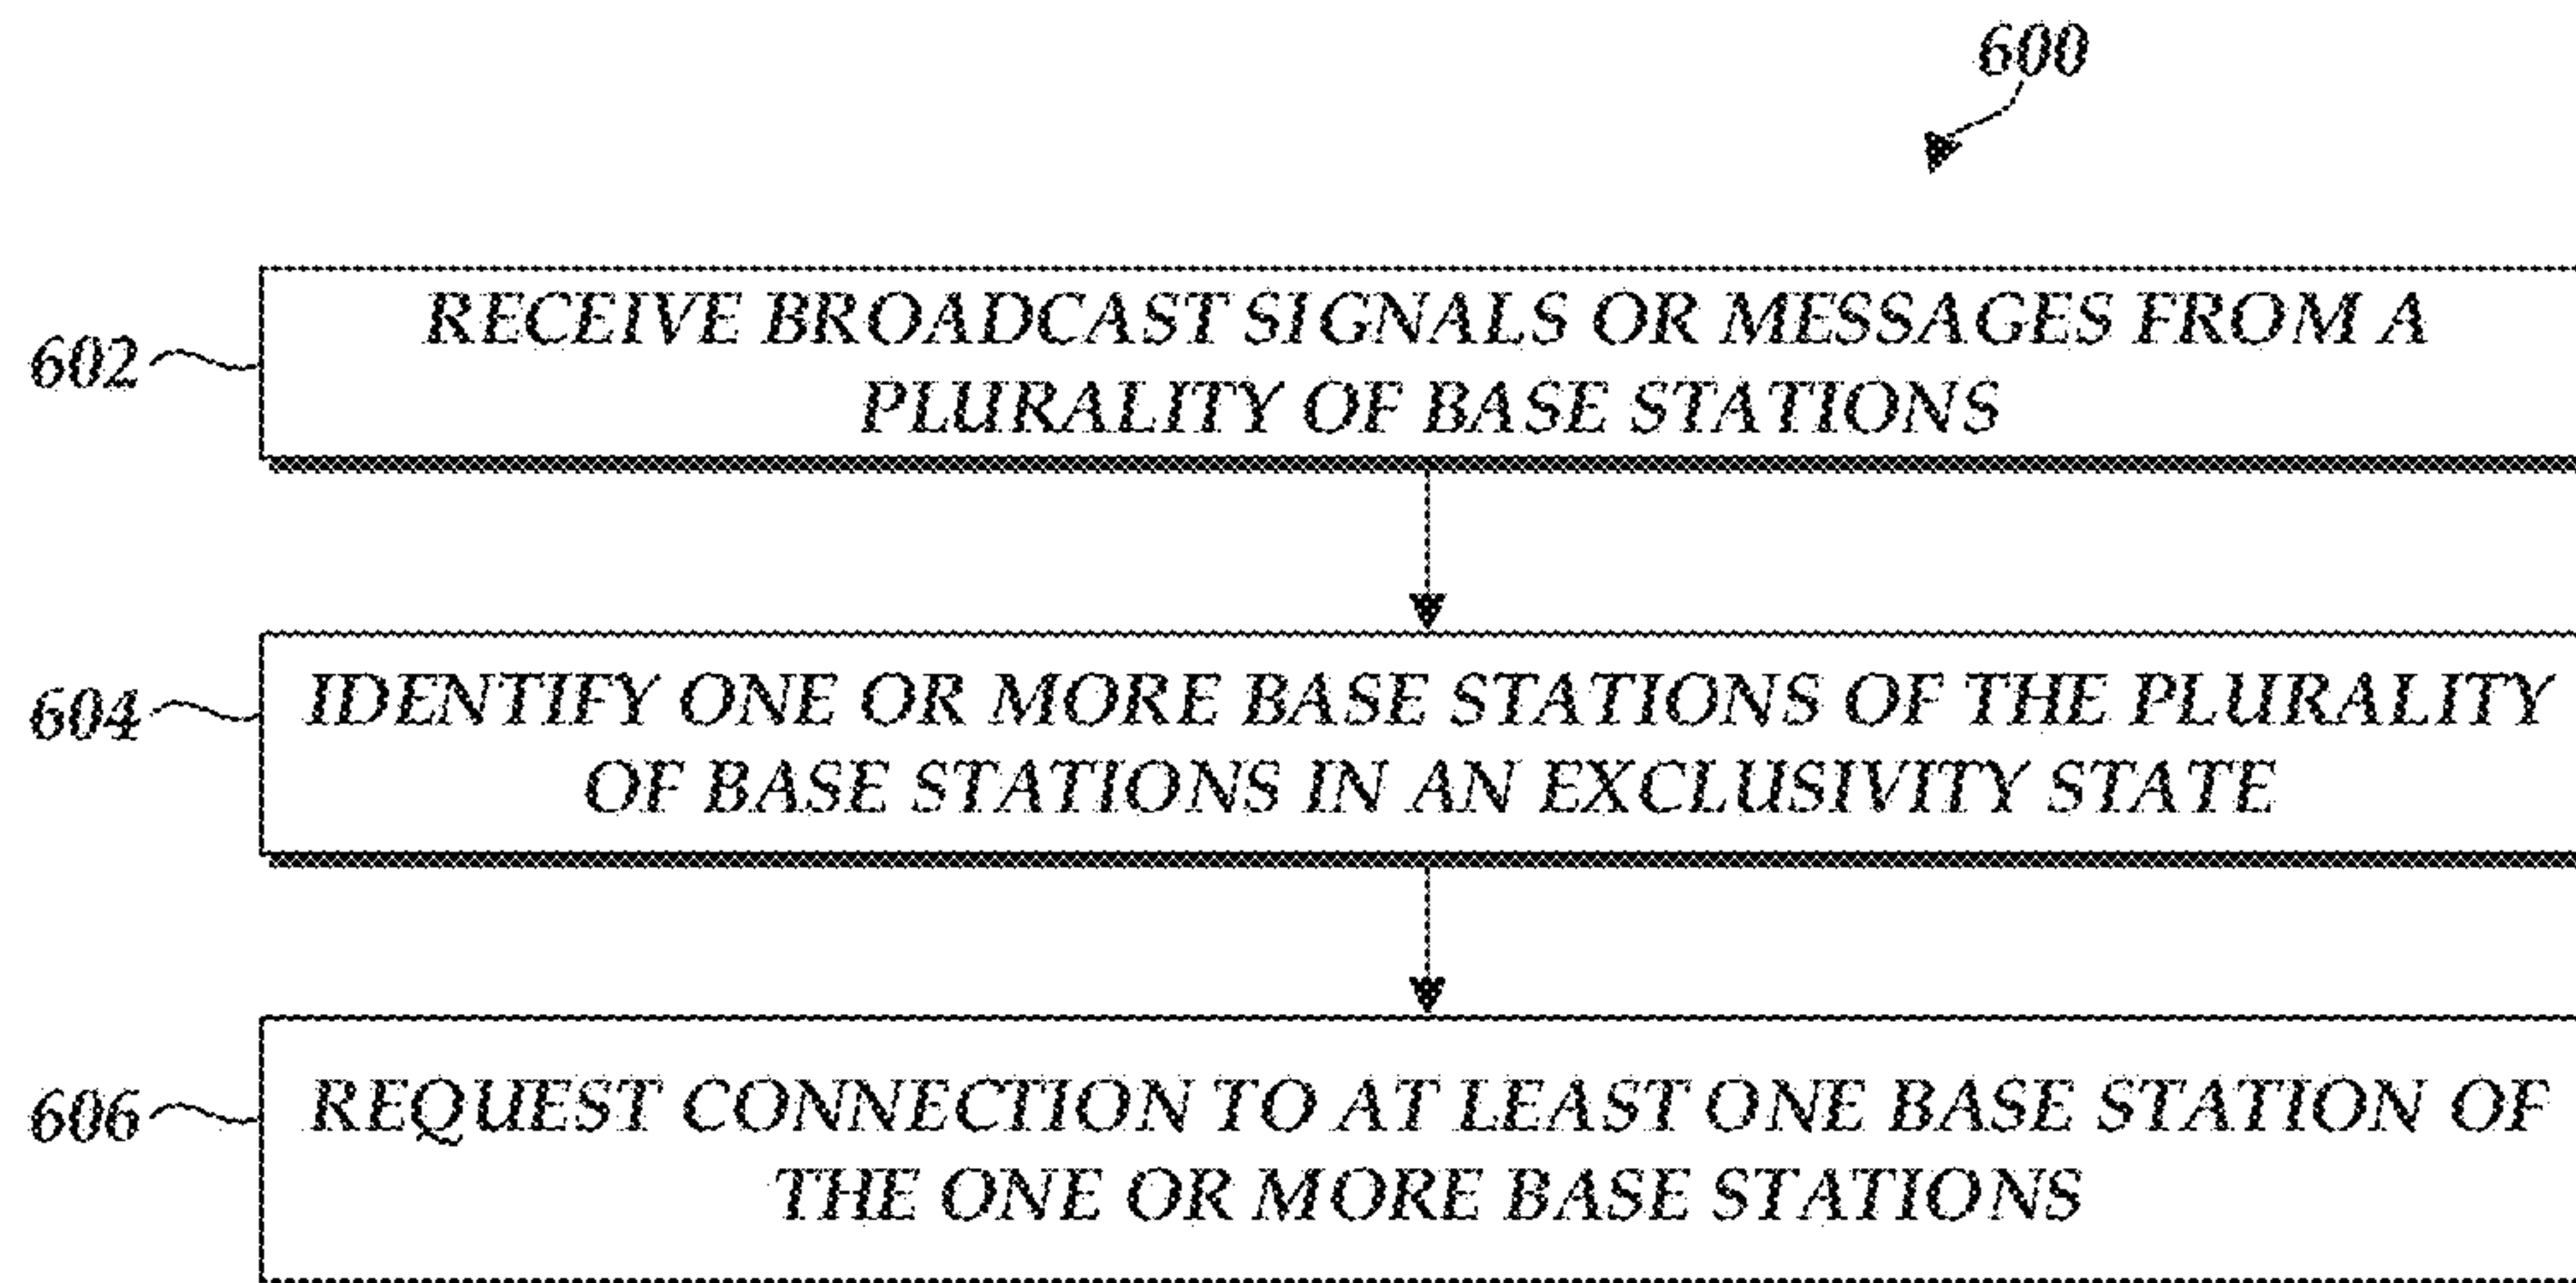 600
602
RECEIVE BROADCAST SIGNALS OR MESSAGES FROM A
PLURALITY OF BASE STATIONS
604
IDENTIFY ONE OR MORE BASE STATIONS OF THE PLURALITY
OF BASE STATIONS IN AN EXCLUSIVITY STATE
606
REQUEST CONNECTION TO AT LEAST ONE BASE STATION OF
THE ONE OR MORE BASE STATIONS